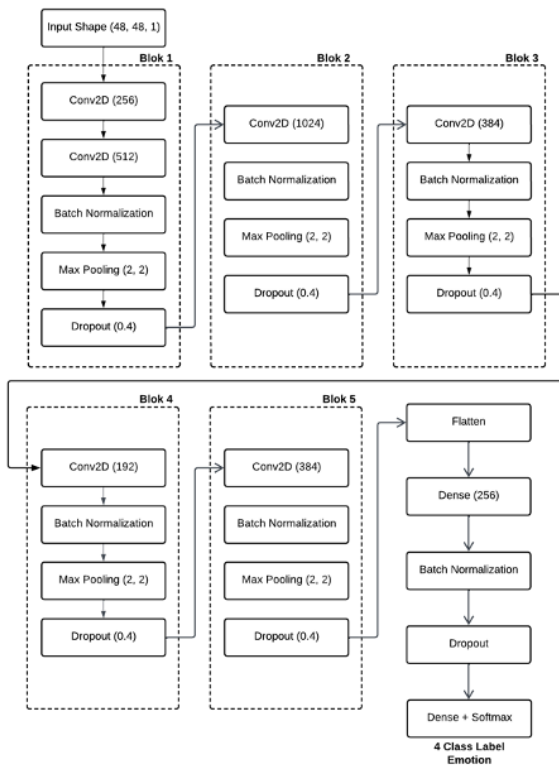 Input Shape (48, 48, 1)
Blok 1
Conv2D (256)
Conv2D (512)
Batch Normalization
Max Pooling (2, 2)
Dropout (0.4)
Blok 2
Conv2D (1024)
Batch Normalization
Max Pooling (2, 2)
Dropout (0.4)
Blok 3
Conv2D (384)
Batch Normalization
Max Pooling (2, 2)
Dropout (0.4)
Blok 4
Conv2D (192)
Batch Normalization
Max Pooling (2, 2)
Dropout (0.4)
Blok 5
Conv2D (384)
Batch Normalization
Max Pooling (2, 2)
Dropout (0.4)
Flatten
Dense (256)
Batch Normalization
Dropout
Dense + Softmax
4 Class Label
Emotion